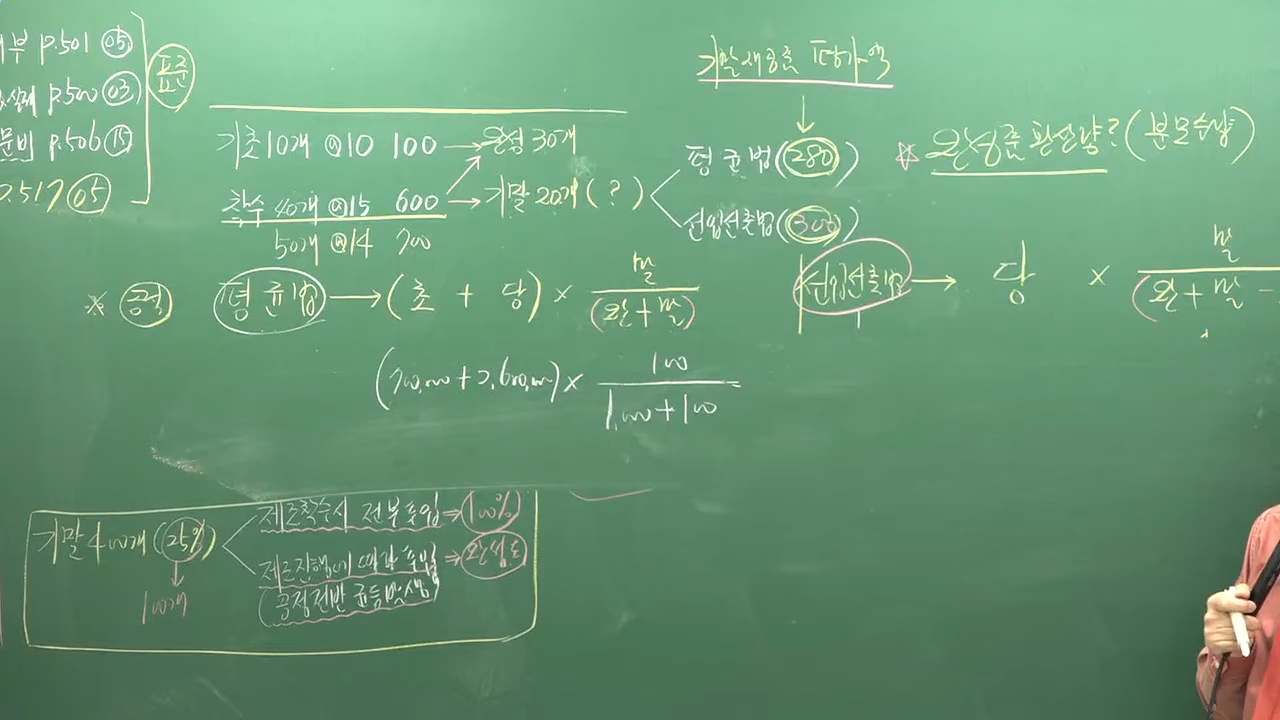 부 p.501 05
p.500 03
p.506 15
p.517 05
표준
기말재공품 평가액
기초 10개 @10 100 → 완성 30개
착수 40개 @15 600 → 기말 20개 ( ? )
50개 @14 700
평균법 (280)
선입선출법 (300)
☆ 완성품환산량? (분모수량)
※ 공식 평균법 → (초 + 당) × 말 / (완 + 말)
선입선출법 → 당 × 말 / (완 + 말 -
(700,000 + 2,600,000) × 100 / 1,000 + 100
기말 400개 (25%)
100개
제조착수시 전부투입 ⇒ 100%
제조진행에 따라 투입 ⇒ 완성도
(공정전반 균등발생)